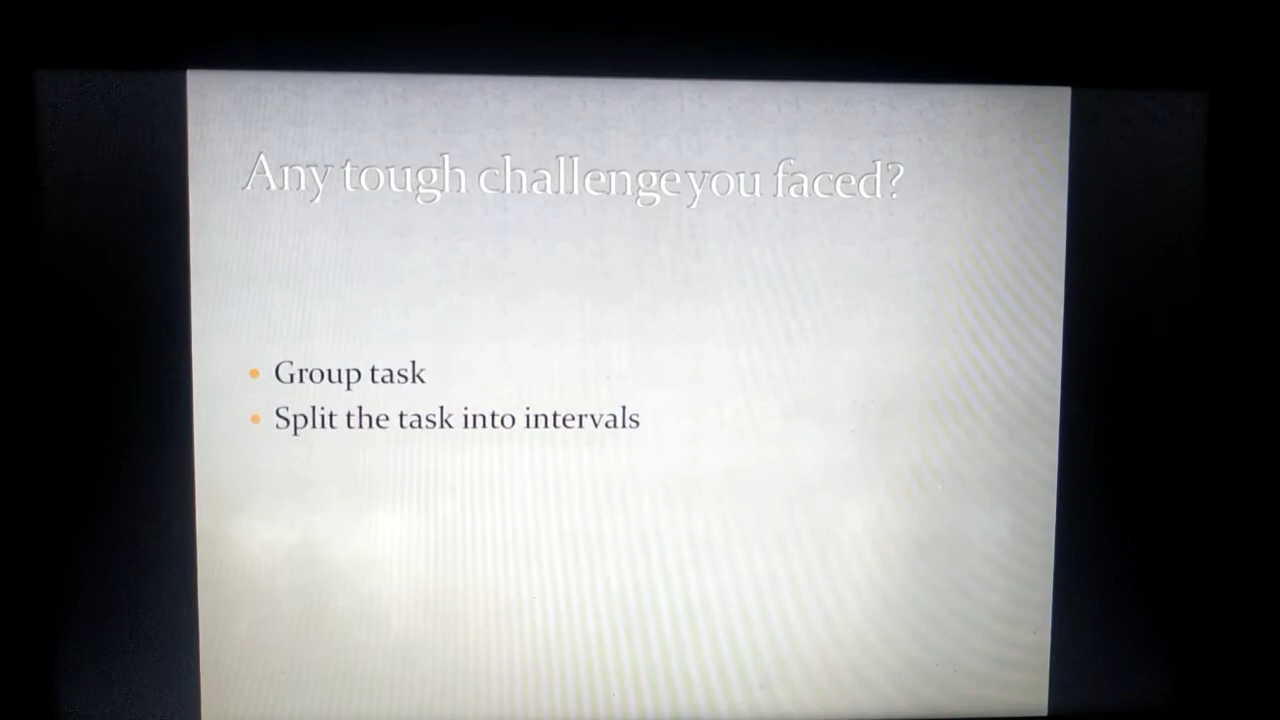 Any tough challenge you faced?
Group task
Split the task into intervals